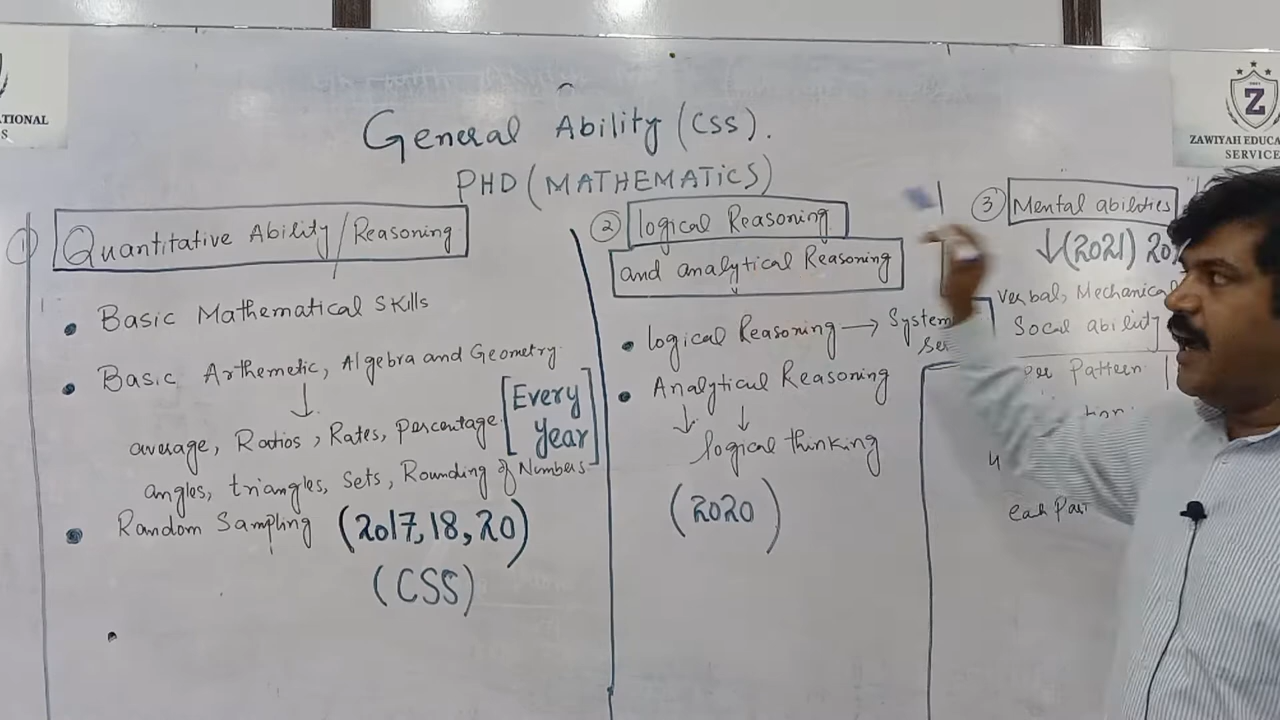 General Ability (CSS).
PHD (MATHEMATICS)
① Quantitative Ability / Reasoning
• Basic Mathematical Skills
• Basic Arthemetic, Algebra and Geometry.
average, Ratios, Rates, percentage
[Every year]
angles, triangles, sets, Rounding of Numbers
• Random Sampling (2017, 18, 20)
(CSS)
② logical Reasoning
and analytical Reasoning
• logical Reasoning → System
• Analytical Reasoning
logical thinking
(2020)
③ Mental abilities
(2021)
Verbal, Mechanical
Social ability
Pattern
each Part
TIONAL
S
Z
ZAWIYAH EDUCA
SERVICE